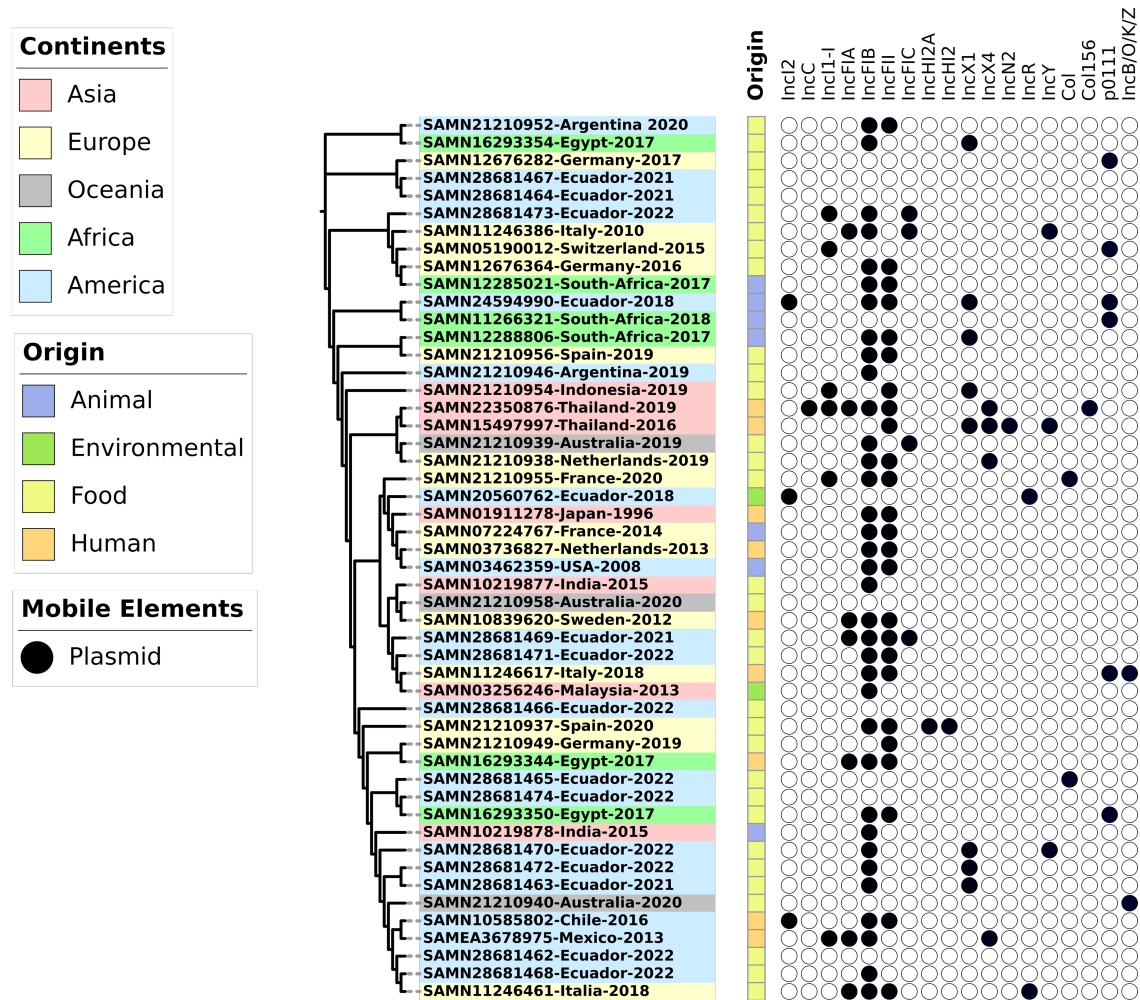 Continents
Asia
Europe
Oceania
Africa
America
Origin
Animal
Environmental
Food
Human
Mobile Elements
Plasmid
Origin
IncI2
IncC
IncI1-I
IncFIA
IncFIB
IncFII
IncFIC
IncHI2A
IncHI2
IncX1
IncX4
IncN2
IncR
IncY
Col
Col156
p0111
IncB/O/K/Z
SAMN21210952-Argentina 2020
SAMN16293354-Egypt-2017
SAMN12676282-Germany-2017
SAMN28681467-Ecuador-2021
SAMN28681464-Ecuador-2021
SAMN28681473-Ecuador-2022
SAMN11246386-Italy-2010
SAMN05190012-Switzerland-2015
SAMN12676364-Germany-2016
SAMN12285021-South-Africa-2017
SAMN24594990-Ecuador-2018
SAMN11266321-South-Africa-2018
SAMN12288806-South-Africa-2017
SAMN21210956-Spain-2019
SAMN21210946-Argentina-2019
SAMN21210954-Indonesia-2019
SAMN22350876-Thailand-2019
SAMN15497997-Thailand-2016
SAMN21210939-Australia-2019
SAMN21210938-Netherlands-2019
SAMN21210955-France-2020
SAMN20560762-Ecuador-2018
SAMN01911278-Japan-1996
SAMN07224767-France-2014
SAMN03736827-Netherlands-2013
SAMN03462359-USA-2008
SAMN10219877-India-2015
SAMN21210958-Australia-2020
SAMN10839620-Sweden-2012
SAMN28681469-Ecuador-2021
SAMN28681471-Ecuador-2022
SAMN11246617-Italy-2018
SAMN03256246-Malaysia-2013
SAMN28681466-Ecuador-2022
SAMN21210937-Spain-2020
SAMN21210949-Germany-2019
SAMN16293344-Egypt-2017
SAMN28681465-Ecuador-2022
SAMN28681474-Ecuador-2022
SAMN16293350-Egypt-2017
SAMN10219878-India-2015
SAMN28681470-Ecuador-2022
SAMN28681472-Ecuador-2022
SAMN28681463-Ecuador-2021
SAMN21210940-Australia-2020
SAMN10585802-Chile-2016
SAMEA3678975-Mexico-2013
SAMN28681462-Ecuador-2022
SAMN28681468-Ecuador-2022
SAMN11246461-Italia-2018